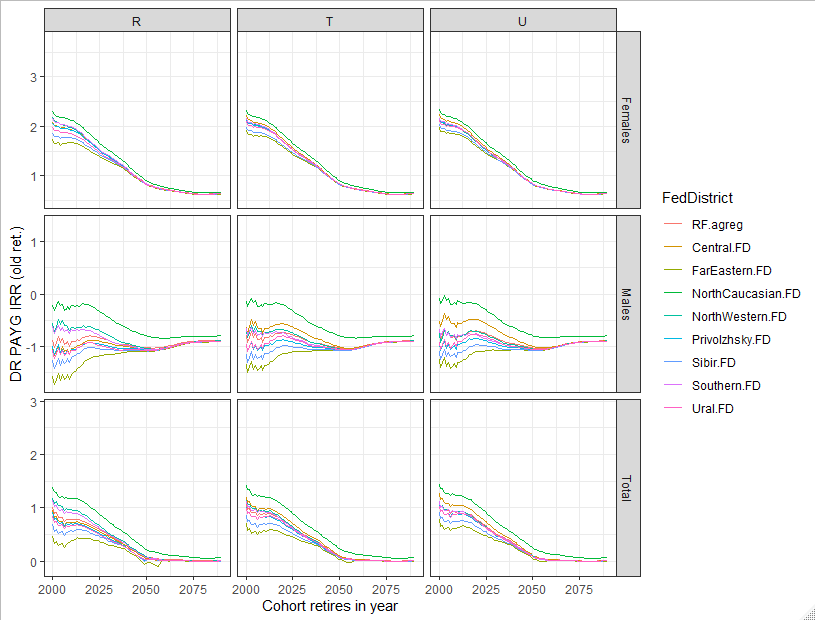 R T U
3
2
1
Females
DR PAYG IRR (old ret.)
1
0
-1
Males
3
2
1
0
Total
2000 2025 2050 2075 2000 2025 2050 2075 2000 2025 2050 2075
Cohort retires in year
FedDistrict
RF.agreg
Central.FD
FarEastern.FD
NorthCaucasian.FD
NorthWestern.FD
Privolzhsky.FD
Sibir.FD
Southern.FD
Ural.FD